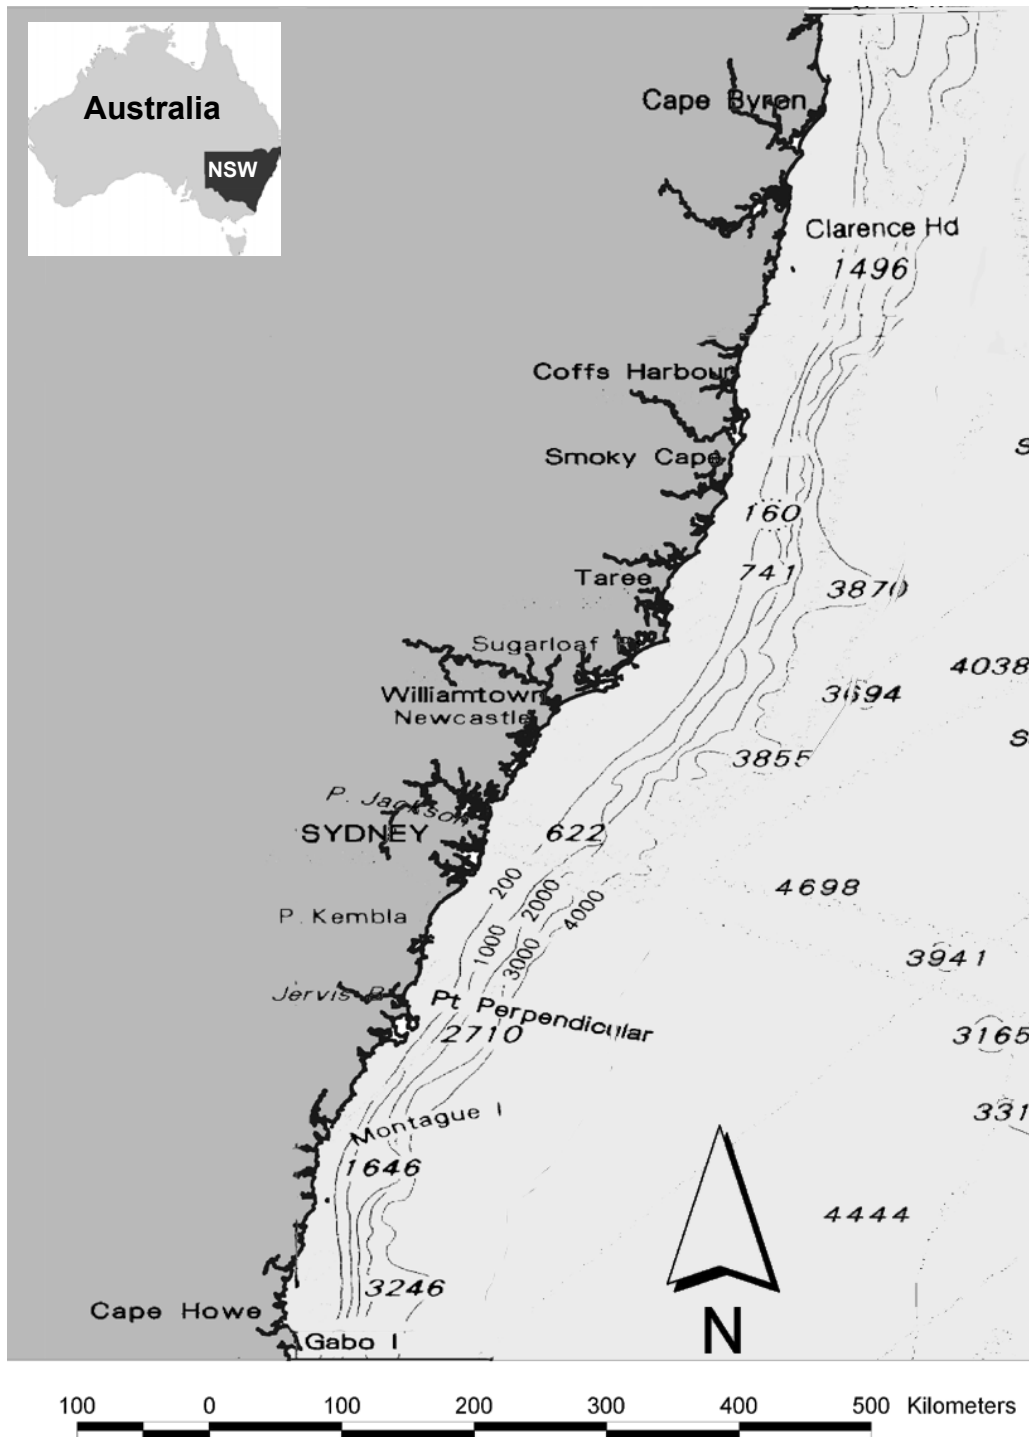 Australia
NSW
Cape Byron
Clarence Hd
1496
Coffs Harbour
Smoky Cape
160
741
Taree
3870
Sugarloaf
4038
Williamtown
3694
Newcastle
3855
P. Jackson
SYDNEY
622
200
2000
4000
4698
P. Kembla
1000
3000
3941
Jervis B
Pt Perpendicular
2710
3165
331
Montague I
1646
4444
3246
Cape Howe
Gabo I
N
100 0 100 200 300 400 500 Kilometers